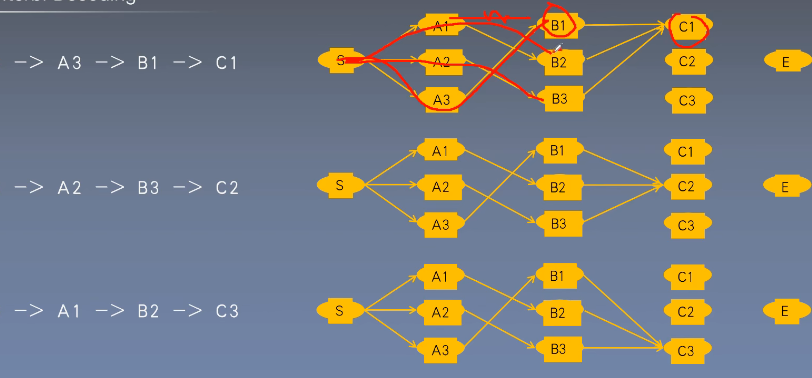 Decoding
A1 B1 C1
-> A3 -> B1 -> C1 S A2 B2 C2 E
A3 B3 C3
A1 B1 C1
-> A2 -> B3 -> C2 S A2 B2 C2 E
A3 B3 C3
A1 B1 C1
-> A1 -> B2 -> C3 S A2 B2 C2 E
A3 B3 C3